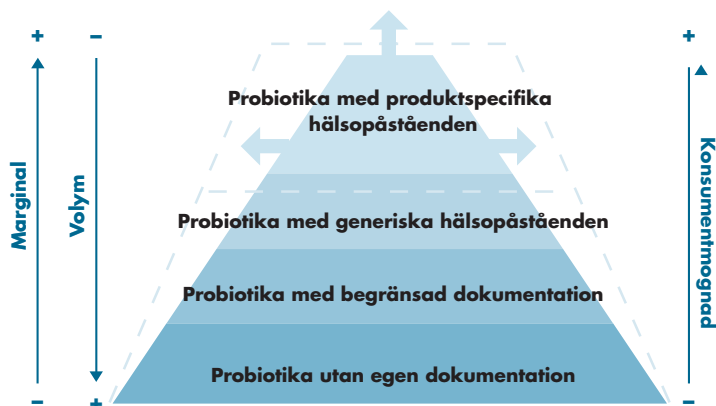 +
–
+
Probiotika med produktspecifika
hälsopåståenden
Marginal
Volym
Konsumentmognad
Probiotika med generiska hälsopåståenden
Probiotika med begränsad dokumentation
Probiotika utan egen dokumentation
–
+
–